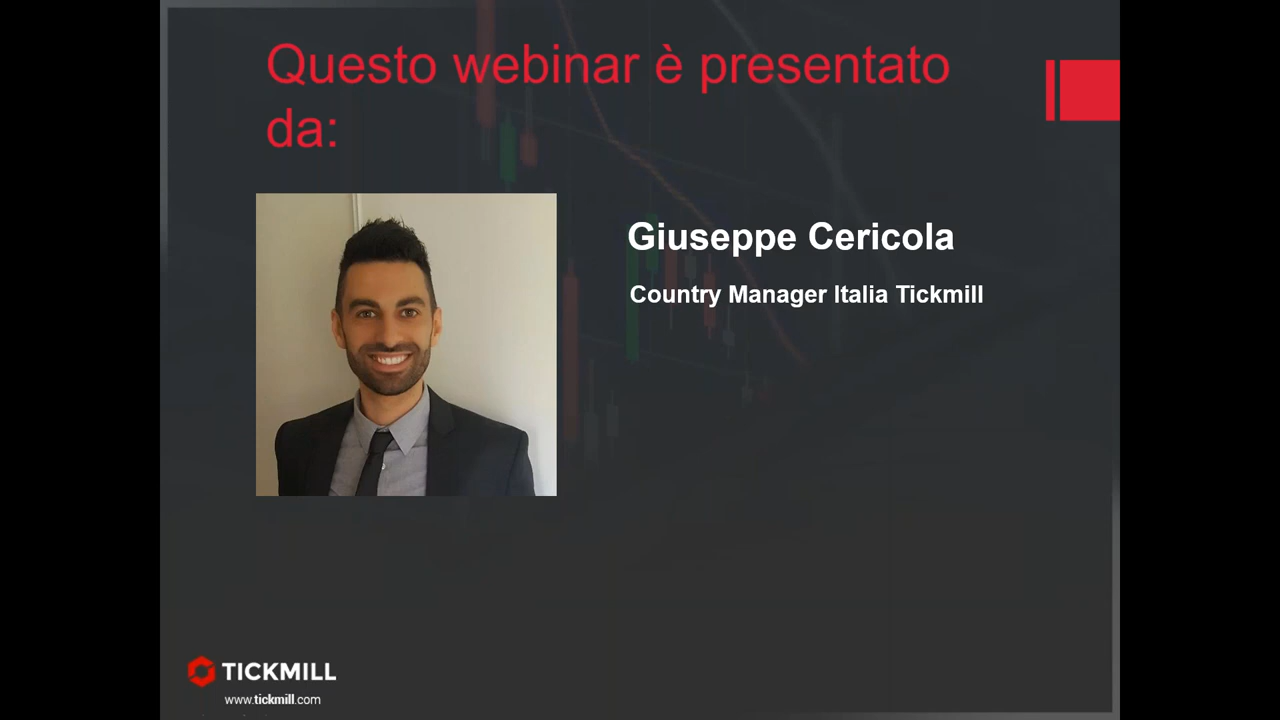 Questo webinar è presentato
da:
Giuseppe Cericola
Country Manager Italia Tickmill
TICKMILL
www.tickmill.com